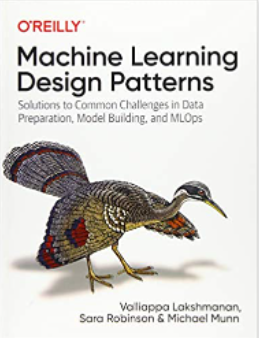 O'REILLY®
Machine Learning
Design Patterns
Solutions to Common Challenges in Data
Preparation, Model Building, and MLOps
Valliappa Lakshmanan,
Sara Robinson & Michael Munn